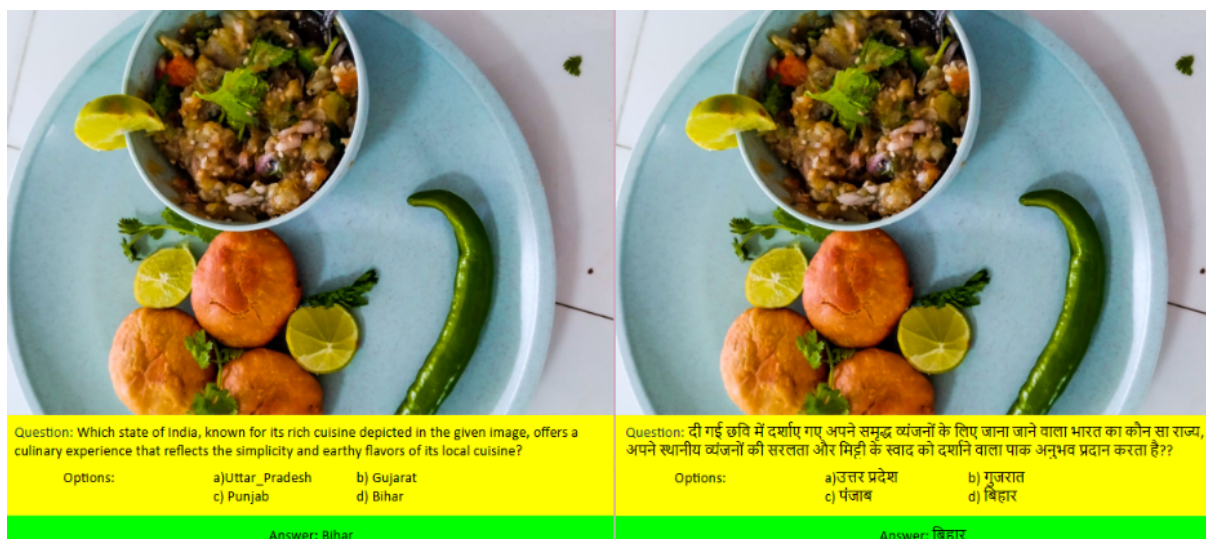 Question: Which state of India, known for its rich cuisine depicted in the given image, offers a
culinary experience that reflects the simplicity and earthy flavors of its local cuisine?
Options: a)Uttar_Pradesh b) Gujarat
c) Punjab d) Bihar
Answer: Bihar
Question: दी गई छवि में दर्शाए गए अपने समृद्ध व्यंजनों के लिए जाना जाने वाला भारत का कौन सा राज्य,
अपने स्थानीय व्यंजनों की सरलता और मिट्टी के स्वाद को दर्शाने वाला पाक अनुभव प्रदान करता है??
Options: a)उत्तर प्रदेश b) गुजरात
c) पंजाब d) बिहार
Answer: बिहार